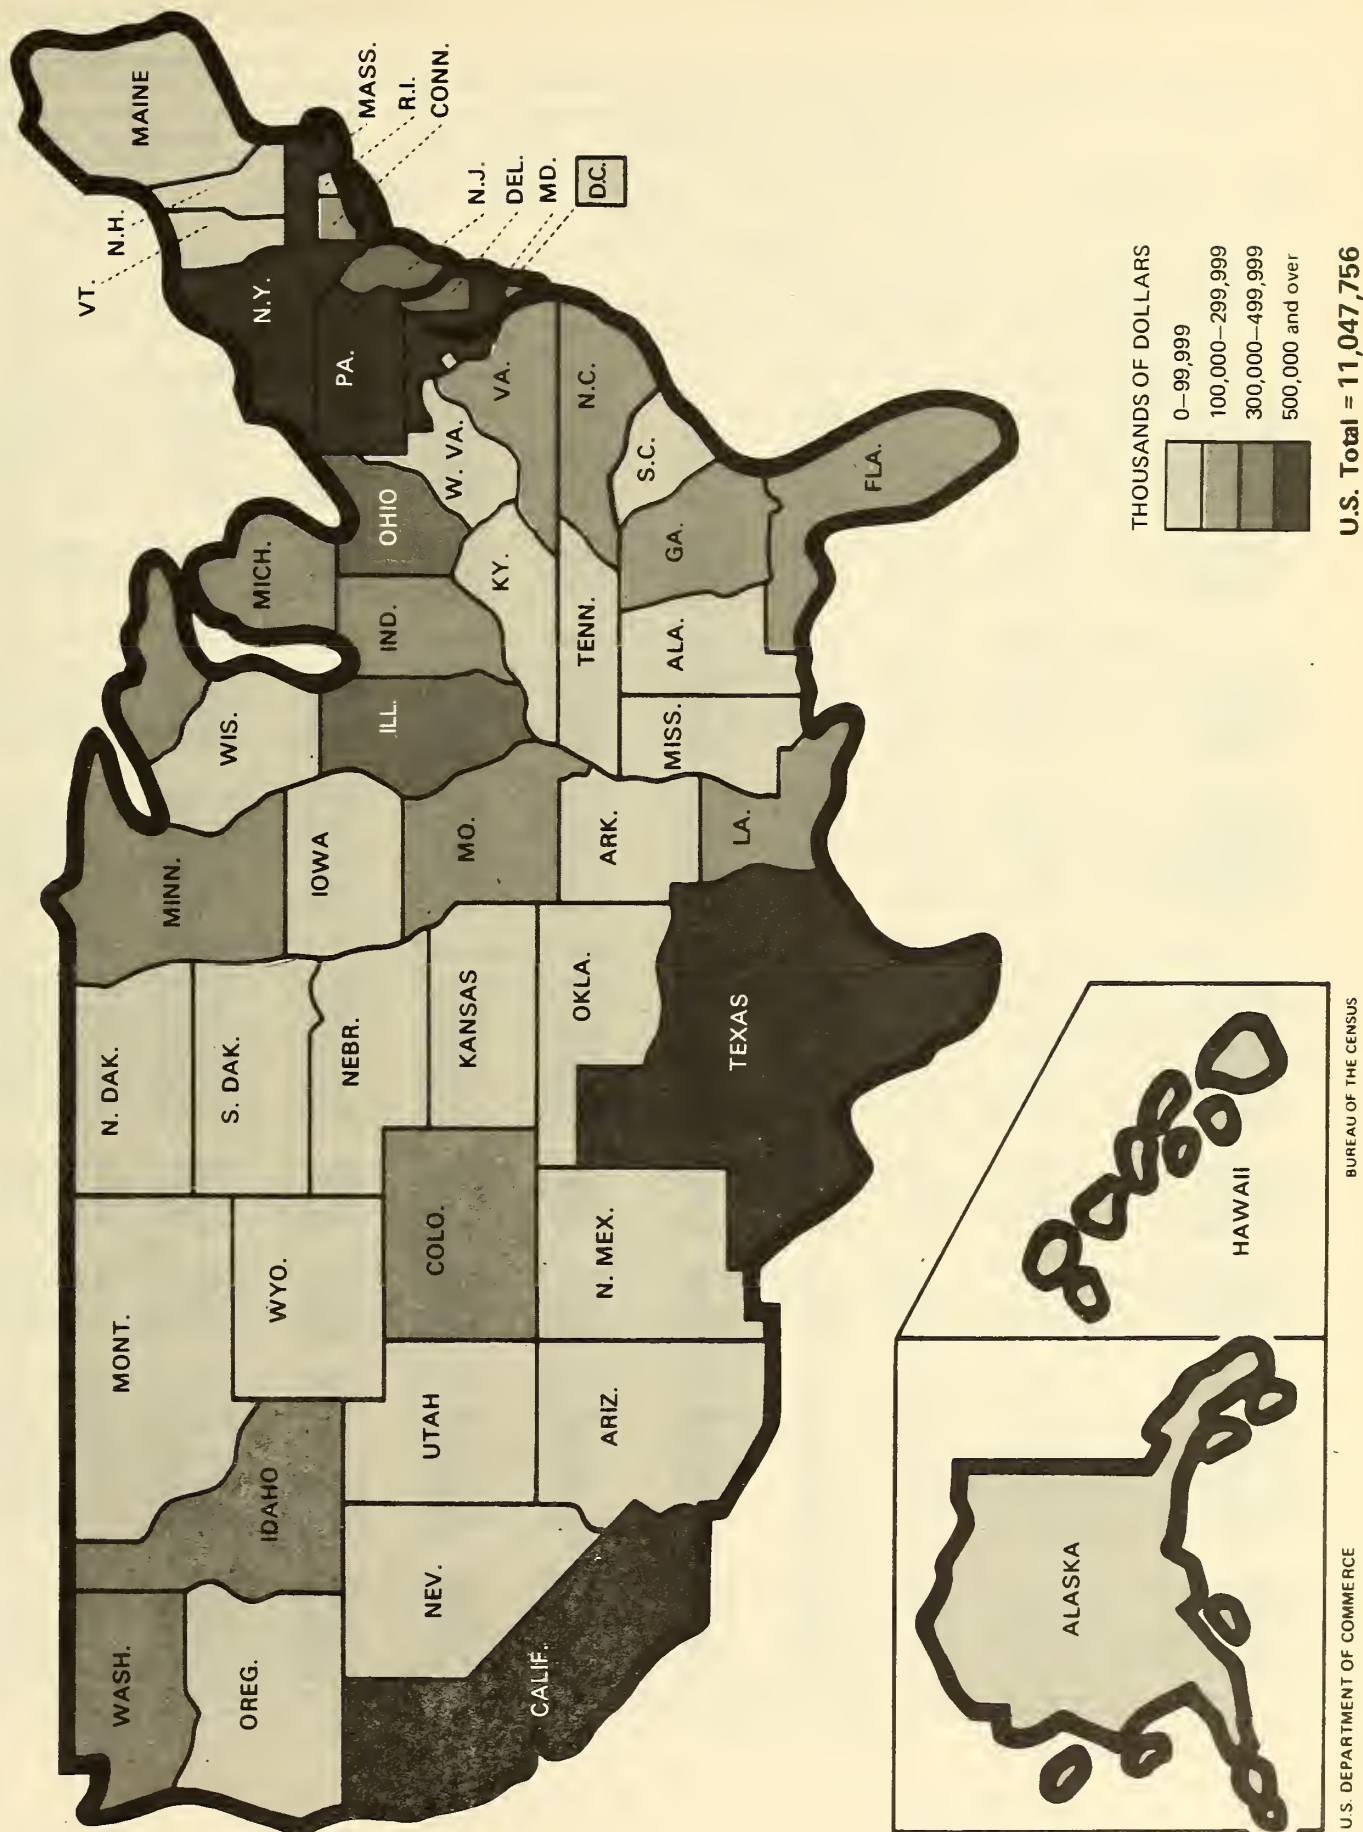 MAINE
VT.
N.H.
MASS.
R.I.
CONN.
N.Y.
PA.
N.J.
DEL.
MD.
D.C.
WASH.
MONT.
N. DAK.
MINN.
WIS.
MICH.
OREG.
IDAHO
WYO.
S. DAK.
IOWA
NEBR.
ILL.
IND.
OHIO
W. VA.
VA.
NEV.
UTAH
COLO.
KANSAS
MO.
KY.
N.C.
CALIF.
ARIZ.
N. MEX.
OKLA.
ARK.
TENN.
S.C.
TEXAS
LA.
MISS.
ALA.
GA.
FLA.
ALASKA
HAWAII
THOUSANDS OF DOLLARS
0–99,999
100,000–299,999
300,000–499,999
500,000 and over
U.S. Total = 11,047,756
U.S. DEPARTMENT OF COMMERCE
BUREAU OF THE CENSUS